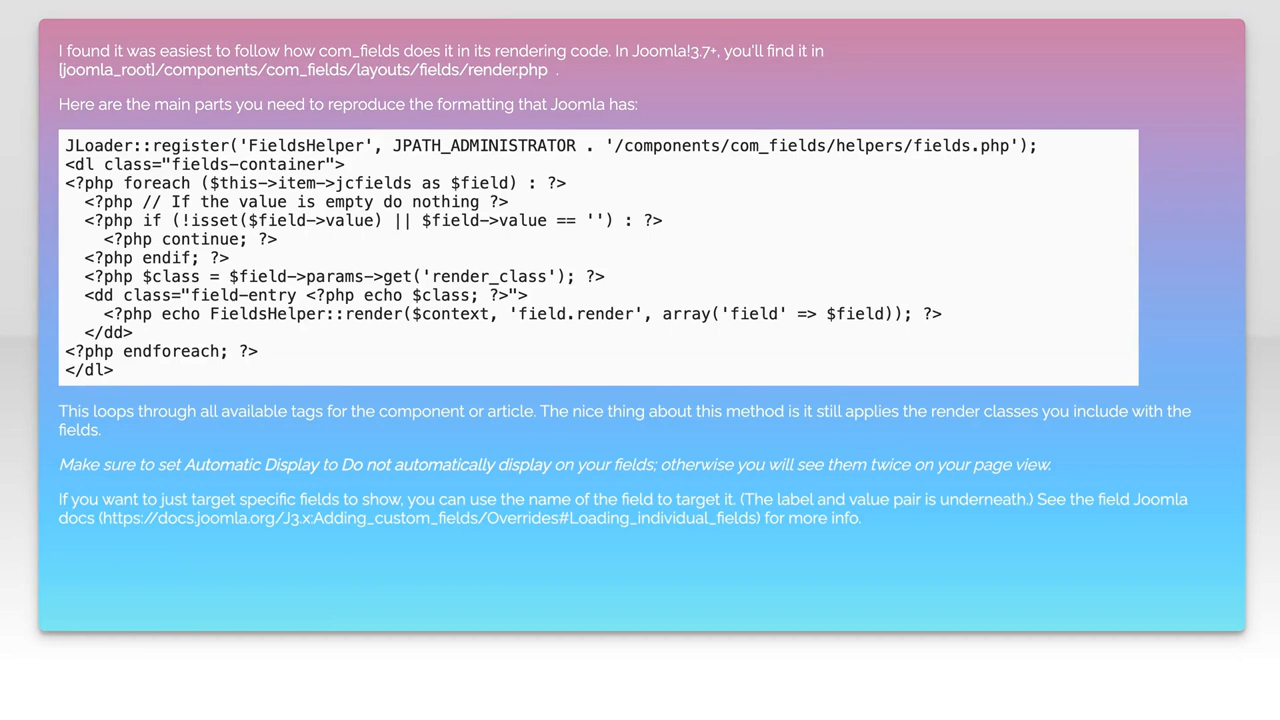 I found it was easiest to follow how com_fields does it in its rendering code. In Joomla!3.7+, you'll find it in
[joomla_root]/components/com_fields/layouts/fields/render.php .
Here are the main parts you need to reproduce the formatting that Joomla has:
JLoader::register('FieldsHelper', JPATH_ADMINISTRATOR . '/components/com_fields/helpers/fields.php');
<dl class="fields-container">
<?php foreach ($this->item->jcfields as $field) : ?>
  <?php // If the value is empty do nothing ?>
  <?php if (!isset($field->value) || $field->value == '') : ?>
    <?php continue; ?>
  <?php endif; ?>
  <?php $class = $field->params->get('render_class'); ?>
  <dd class="field-entry <?php echo $class; ?>">
    <?php echo FieldsHelper::render($context, 'field.render', array('field' => $field)); ?>
  </dd>
<?php endforeach; ?>
</dl>
This loops through all available tags for the component or article. The nice thing about this method is it still applies the render classes you include with the
fields.
Make sure to set Automatic Display to Do not automatically display on your fields; otherwise you will see them twice on your page view.
If you want to just target specific fields to show, you can use the name of the field to target it. (The label and value pair is underneath.) See the field Joomla
docs (https://docs.joomla.org/J3.x:Adding_custom_fields/Overrides#Loading_individual_fields) for more info.